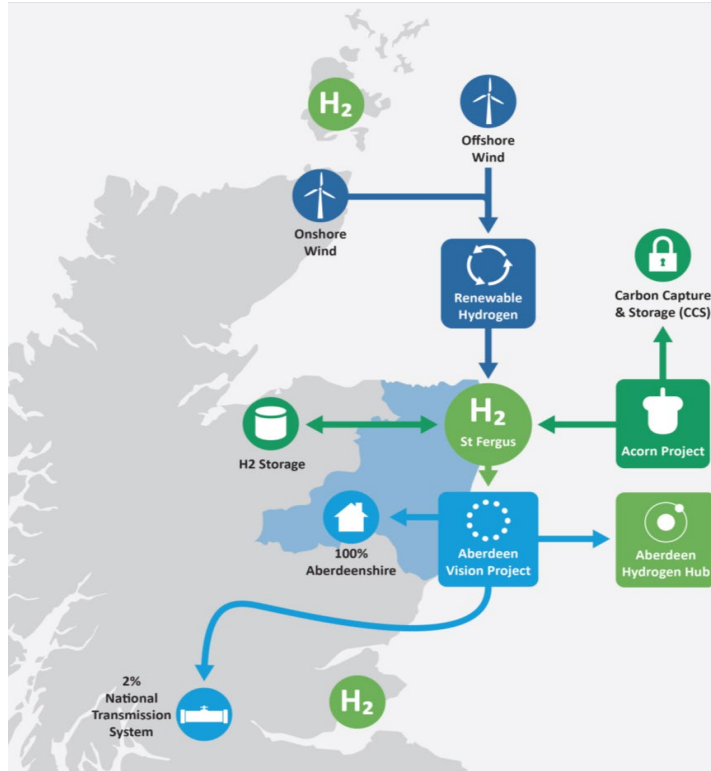 H₂
Offshore
Wind
Onshore
Wind
Renewable
Hydrogen
Carbon Capture
& Storage (CCS)
H₂
St Fergus
H2 Storage
Acorn Project
100%
Aberdeenshire
Aberdeen
Vision Project
Aberdeen
Hydrogen Hub
2%
National
Transmission
System
H₂